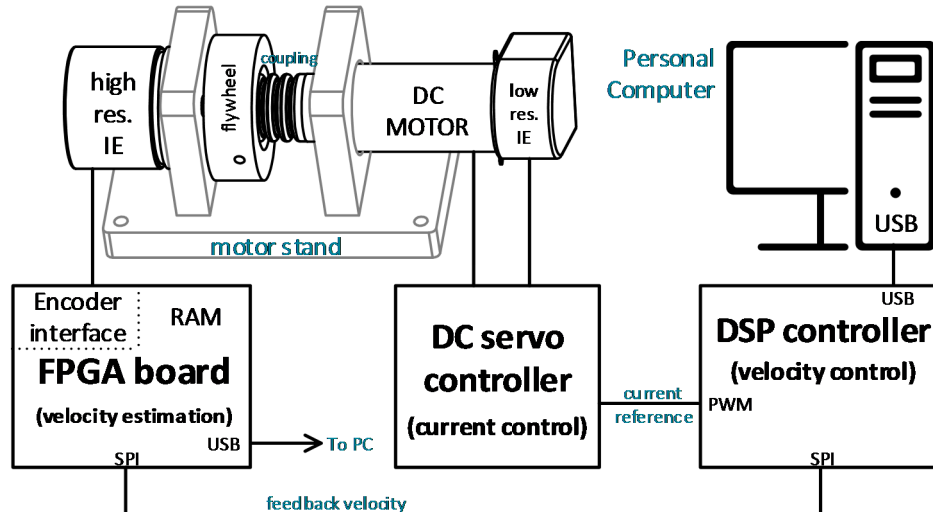 high
res.
IE
flywheel
coupling
DC
MOTOR
low
res.
IE
motor stand
Personal
Computer
USB
Encoder
interface
RAM
FPGA board
(velocity estimation)
USB
SPI
To PC
DC servo
controller
(current control)
current
reference
USB
DSP controller
(velocity control)
PWM
SPI
feedback velocity